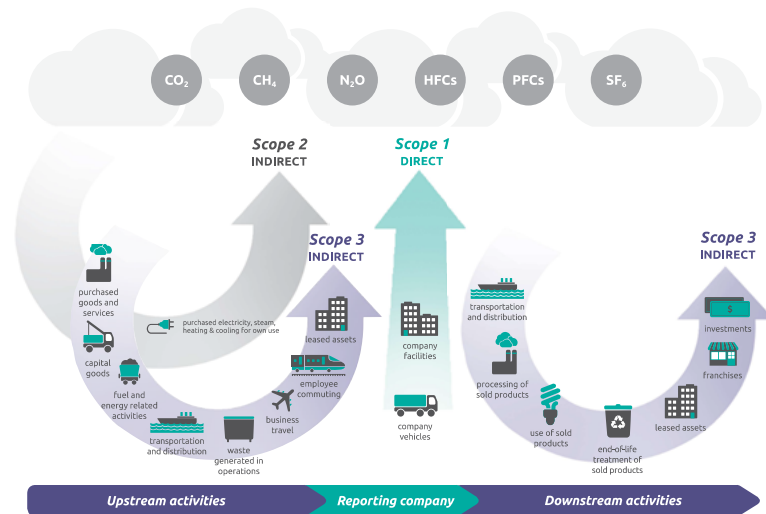 CO₂
CH₄
N₂O
HFCs
PFCs
SF₆
Scope 2
INDIRECT
Scope 1
DIRECT
Scope 3
INDIRECT
Scope 3
INDIRECT
purchased
goods and
services
capital
goods
fuel and
energy related
activities
purchased electricity, steam,
heating & cooling for own use
transportation
and distribution
waste
generated in
operations
business
travel
employee
commuting
leased assets
company
facilities
company
vehicles
transportation
and distribution
processing of
sold products
use of sold
products
end-of-life
treatment of
sold products
leased assets
franchises
$
investments
Upstream activities
Reporting company
Downstream activities